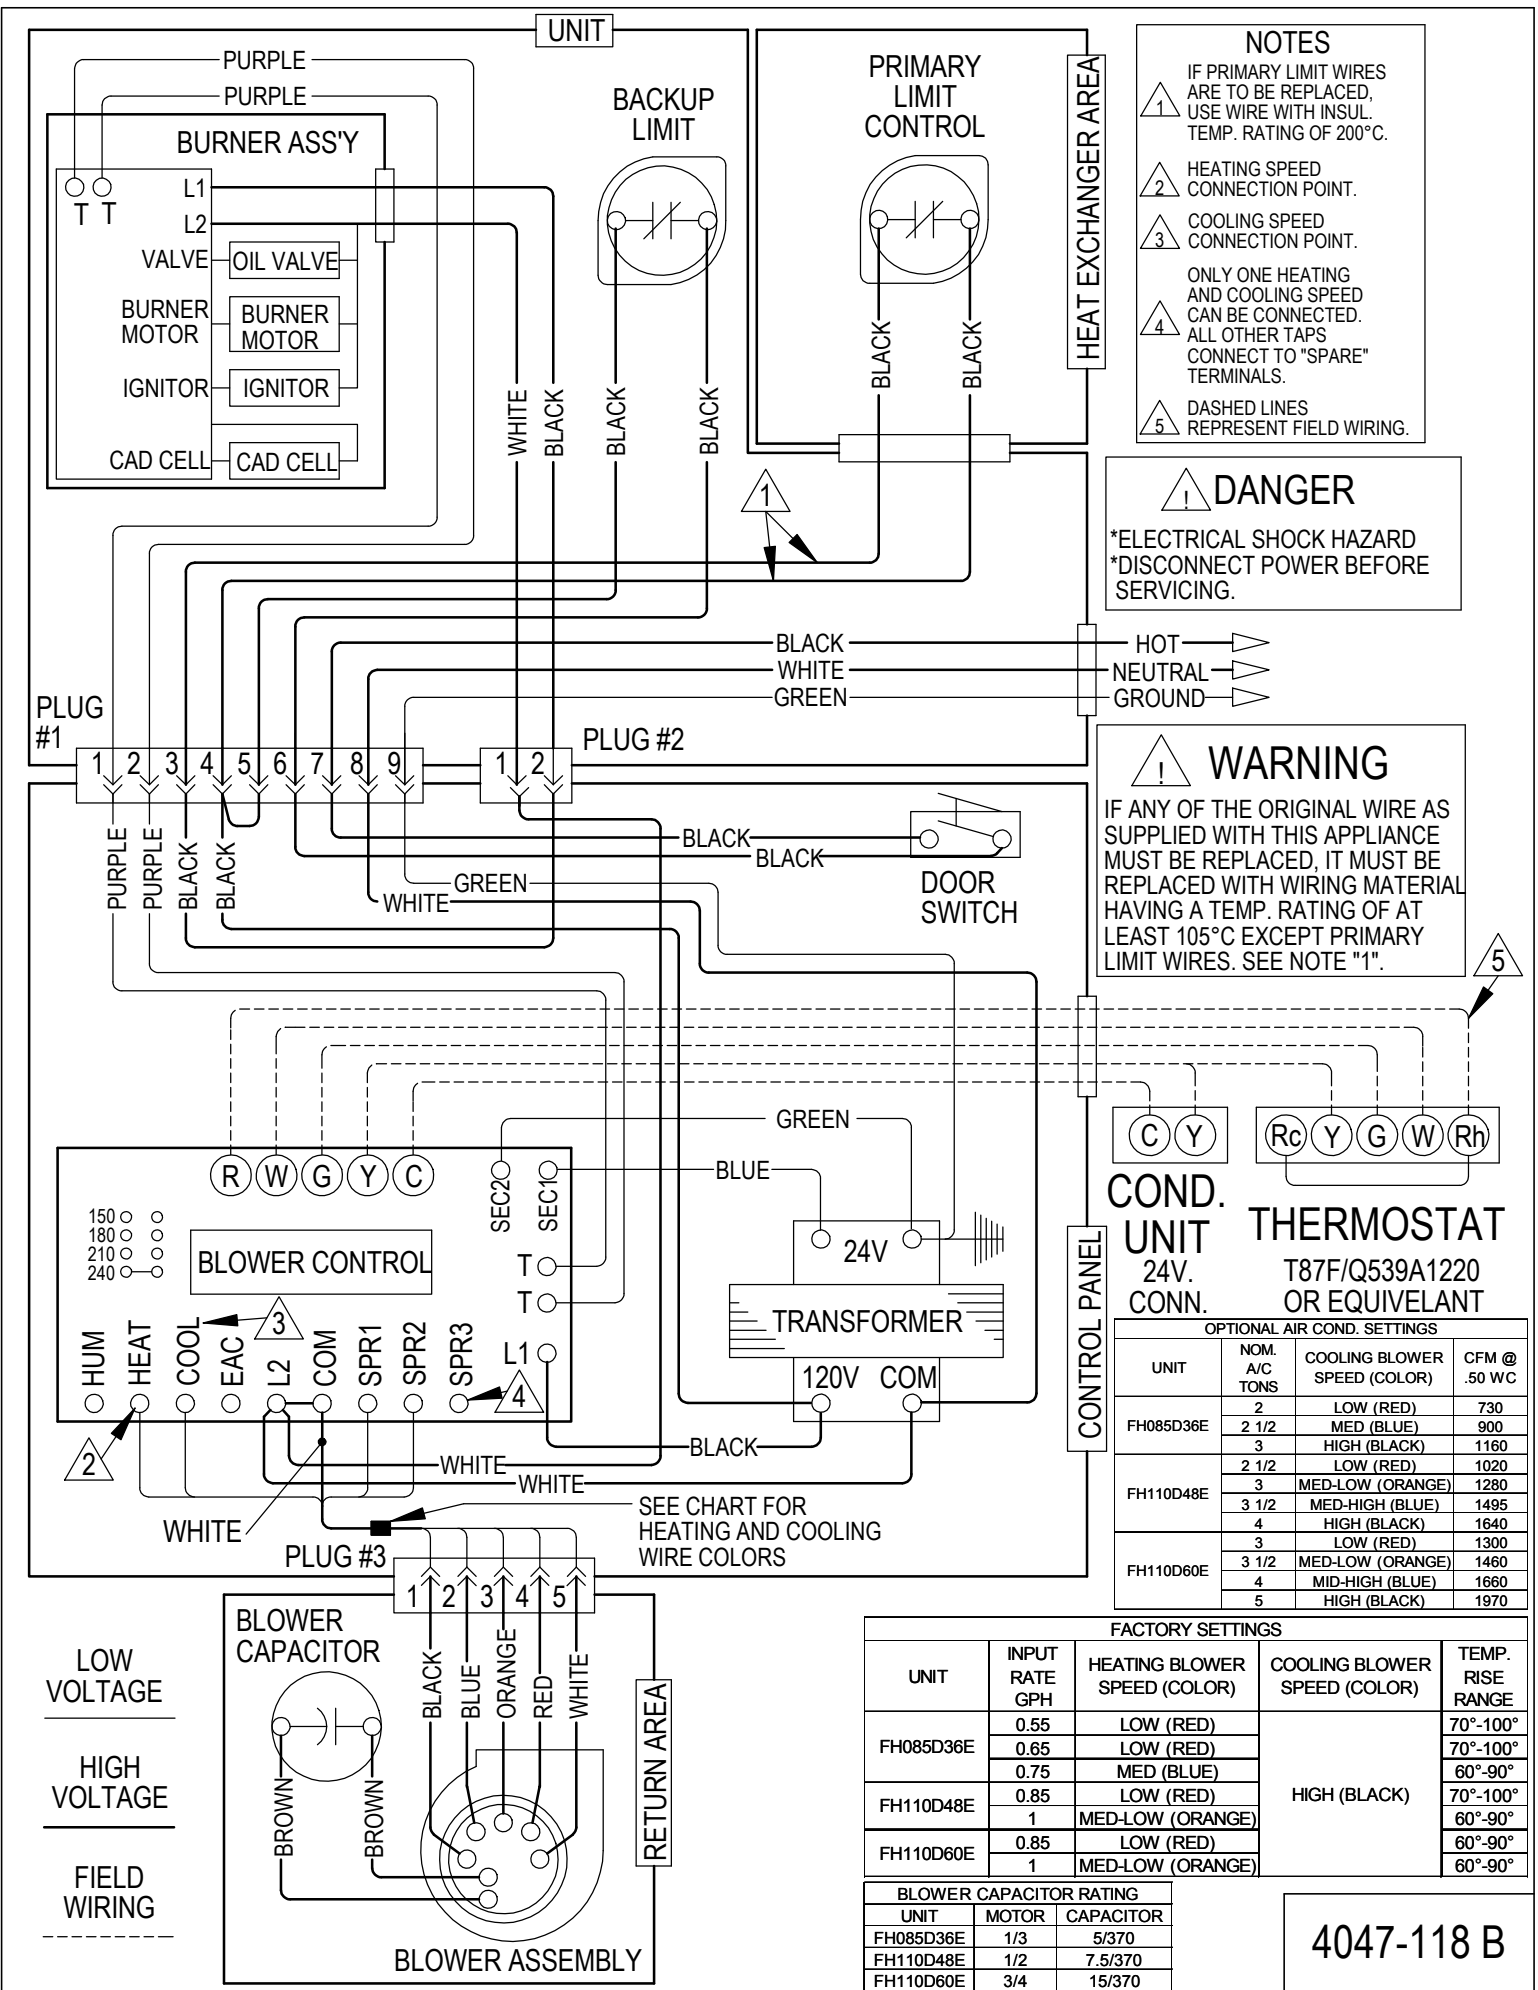 UNIT
PURPLE
PURPLE
BURNER ASS'Y
T T
L1
L2
VALVE
OIL VALVE
BURNER
MOTOR
BURNER
MOTOR
IGNITOR
IGNITOR
CAD CELL
CAD CELL
BACKUP
LIMIT
PRIMARY
LIMIT
CONTROL
HEAT EXCHANGER AREA
WHITE
BLACK
BLACK
BLACK
BLACK
BLACK
1
NOTES
1
IF PRIMARY LIMIT WIRES
ARE TO BE REPLACED,
USE WIRE WITH INSUL.
TEMP. RATING OF 200°C.
2
HEATING SPEED
CONNECTION POINT.
3
COOLING SPEED
CONNECTION POINT.
4
ONLY ONE HEATING
AND COOLING SPEED
CAN BE CONNECTED.
ALL OTHER TAPS
CONNECT TO "SPARE"
TERMINALS.
5
DASHED LINES
REPRESENT FIELD WIRING.
! DANGER
*ELECTRICAL SHOCK HAZARD
*DISCONNECT POWER BEFORE
SERVICING.
BLACK
HOT
WHITE
NEUTRAL
GREEN
GROUND
PLUG
#1
1 2 3 4 5 6 7 8 9
1 2
PLUG #2
! WARNING
IF ANY OF THE ORIGINAL WIRE AS
SUPPLIED WITH THIS APPLIANCE
MUST BE REPLACED, IT MUST BE
REPLACED WITH WIRING MATERIAL
HAVING A TEMP. RATING OF AT
LEAST 105°C EXCEPT PRIMARY
LIMIT WIRES. SEE NOTE "1".
5
PURPLE
PURPLE
BLACK
BLACK
BLACK
BLACK
GREEN
WHITE
DOOR
SWITCH
GREEN
BLUE
R W G Y C
SEC2
SEC1
150
180
210
240
BLOWER CONTROL
T
T
L1
3
HUM
HEAT
COOL
EAC
L2
COM
SPR1
SPR2
SPR3
4
2
24V
TRANSFORMER
120V COM
CONTROL PANEL
C Y
COND.
UNIT
24V.
CONN.
Rc Y G W Rh
THERMOSTAT
T87F/Q539A1220
OR EQUIVELANT
BLACK
WHITE
WHITE
WHITE
SEE CHART FOR
HEATING AND COOLING
WIRE COLORS
PLUG #3
1 2 3 4 5
BLOWER
CAPACITOR
BLACK
BLUE
ORANGE
RED
WHITE
BROWN
BROWN
RETURN AREA
BLOWER ASSEMBLY
LOW
VOLTAGE
HIGH
VOLTAGE
FIELD
WIRING
OPTIONAL AIR COND. SETTINGS
UNIT
NOM.
A/C
TONS
COOLING BLOWER
SPEED (COLOR)
CFM @
.50 WC
FH085D36E
2 LOW (RED) 730
2 1/2 MED (BLUE) 900
3 HIGH (BLACK) 1160
FH110D48E
2 1/2 LOW (RED) 1020
3 MED-LOW (ORANGE) 1280
3 1/2 MED-HIGH (BLUE) 1495
4 HIGH (BLACK) 1640
FH110D60E
3 LOW (RED) 1300
3 1/2 MED-LOW (ORANGE) 1460
4 MID-HIGH (BLUE) 1660
5 HIGH (BLACK) 1970
FACTORY SETTINGS
UNIT
INPUT
RATE
GPH
HEATING BLOWER
SPEED (COLOR)
COOLING BLOWER
SPEED (COLOR)
TEMP.
RISE
RANGE
FH085D36E
0.55 LOW (RED) 70°-100°
0.65 LOW (RED) 70°-100°
0.75 MED (BLUE) 60°-90°
FH110D48E
0.85 LOW (RED) HIGH (BLACK) 70°-100°
1 MED-LOW (ORANGE) 60°-90°
FH110D60E
0.85 LOW (RED) 60°-90°
1 MED-LOW (ORANGE) 60°-90°
BLOWER CAPACITOR RATING
UNIT MOTOR CAPACITOR
FH085D36E 1/3 5/370
FH110D48E 1/2 7.5/370
FH110D60E 3/4 15/370
4047-118 B